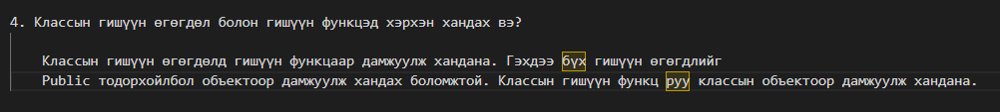 4. Классын гишүүн өгөгдөл болон гишүүн функцэд хэрхэн хандах вэ?
Классын гишүүн өгөгдөлд гишүүн функцаар дамжуулж хандана. Гэхдээ бүх гишүүн өгөгдлийг
Public тодорхойлбол объектоор дамжуулж хандах боломжтой. Классын гишүүн функц руу классын объектоор дамжуулж хандана.